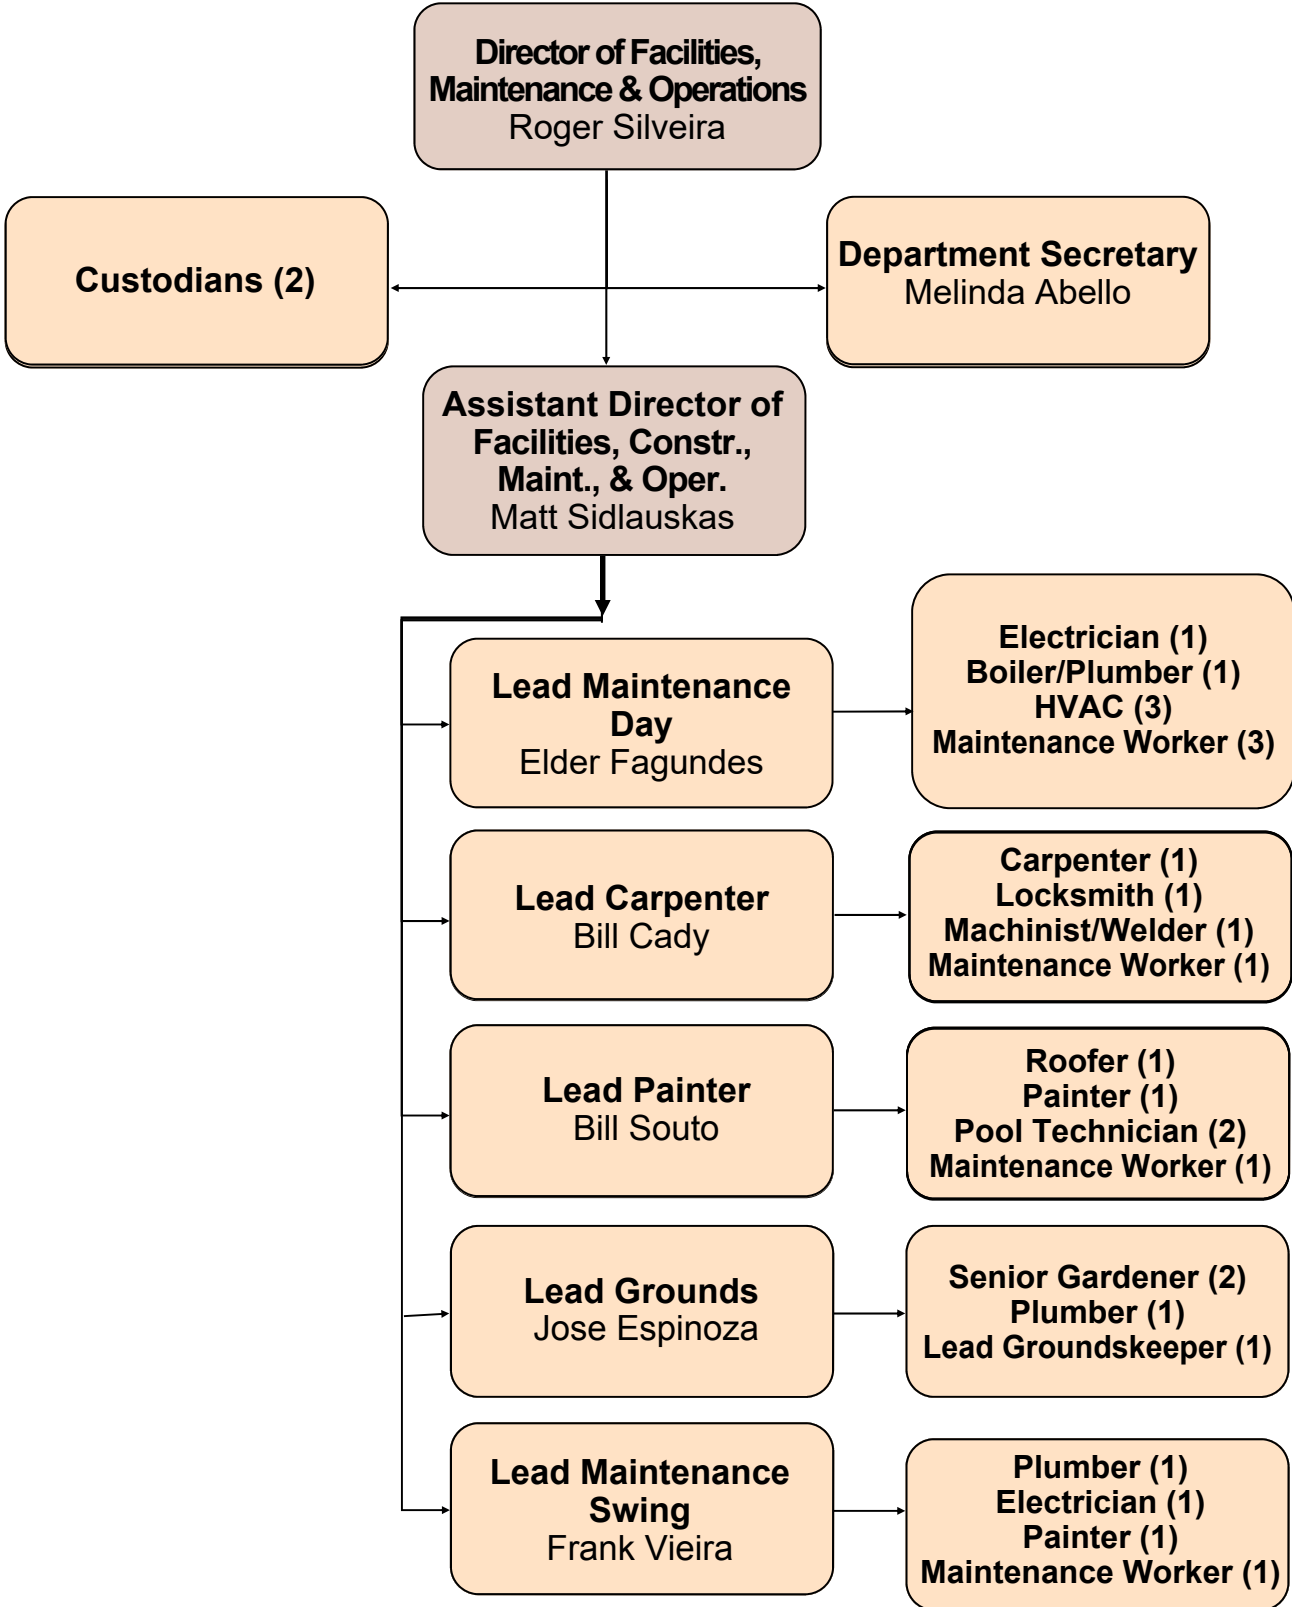 Director of Facilities,
Maintenance & Operations
Roger Silveira
Custodians (2)
Department Secretary
Melinda Abello
Assistant Director of
Facilities, Constr.,
Maint., & Oper.
Matt Sidlauskas
Lead Maintenance
Day
Elder Fagundes
Electrician (1)
Boiler/Plumber (1)
HVAC (3)
Maintenance Worker (3)
Lead Carpenter
Bill Cady
Carpenter (1)
Locksmith (1)
Machinist/Welder (1)
Maintenance Worker (1)
Lead Painter
Bill Souto
Roofer (1)
Painter (1)
Pool Technician (2)
Maintenance Worker (1)
Lead Grounds
Jose Espinoza
Senior Gardener (2)
Plumber (1)
Lead Groundskeeper (1)
Lead Maintenance
Swing
Frank Vieira
Plumber (1)
Electrician (1)
Painter (1)
Maintenance Worker (1)